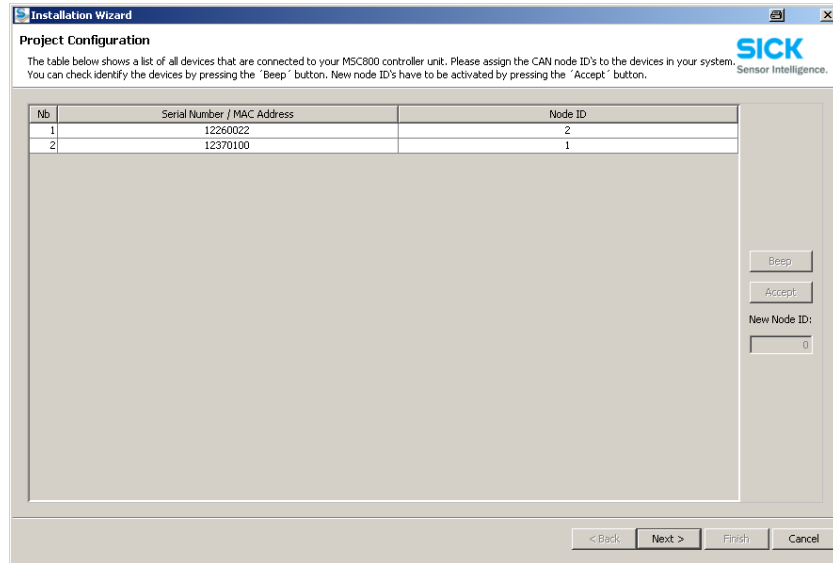 Installation Wizard
Project Configuration
The table below shows a list of all devices that are connected to your MSC800 controller unit. Please assign the CAN node ID's to the devices in your system.
You can check identify the devices by pressing the ´Beep´ button. New node ID's have to be activated by pressing the ´Accept´ button.
SICK
Sensor Intelligence.
Nb Serial Number / MAC Address Node ID
1 12260022 2
2 12370100 1
Beep
Accept
New Node ID:
0
< Back Next > Finish Cancel